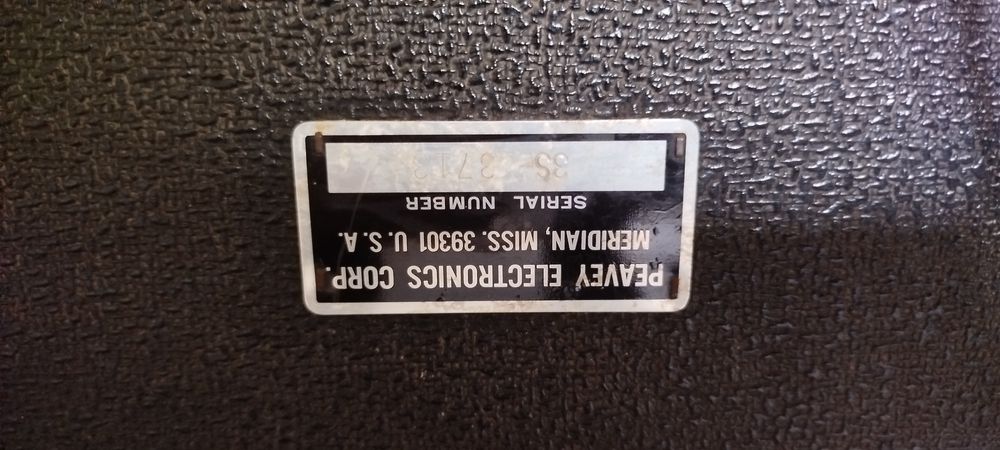 PEAVEY ELECTRONICS CORP.
MERIDIAN, MISS. 39301 U.S.A.
SERIAL NUMBER